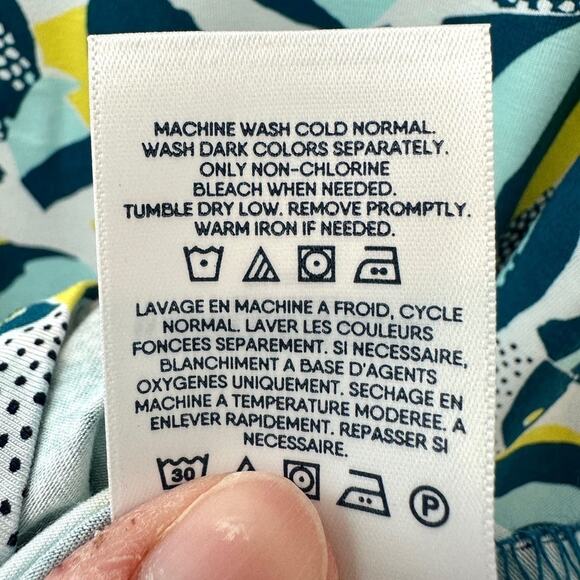 MACHINE WASH COLD NORMAL.
WASH DARK COLORS SEPARATELY.
ONLY NON-CHLORINE
BLEACH WHEN NEEDED.
TUMBLE DRY LOW. REMOVE PROMPTLY.
WARM IRON IF NEEDED.
LAVAGE EN MACHINE A FROID, CYCLE
NORMAL. LAVER LES COULEURS
FONCEES SEPAREMENT. SI NECESSAIRE,
BLANCHIMENT A BASE D'AGENTS
OXYGENES UNIQUEMENT. SECHAGE EN
MACHINE A TEMPERATURE MODEREE. A
ENLEVER RAPIDEMENT. REPASSER SI
NECESSAIRE.
30 P